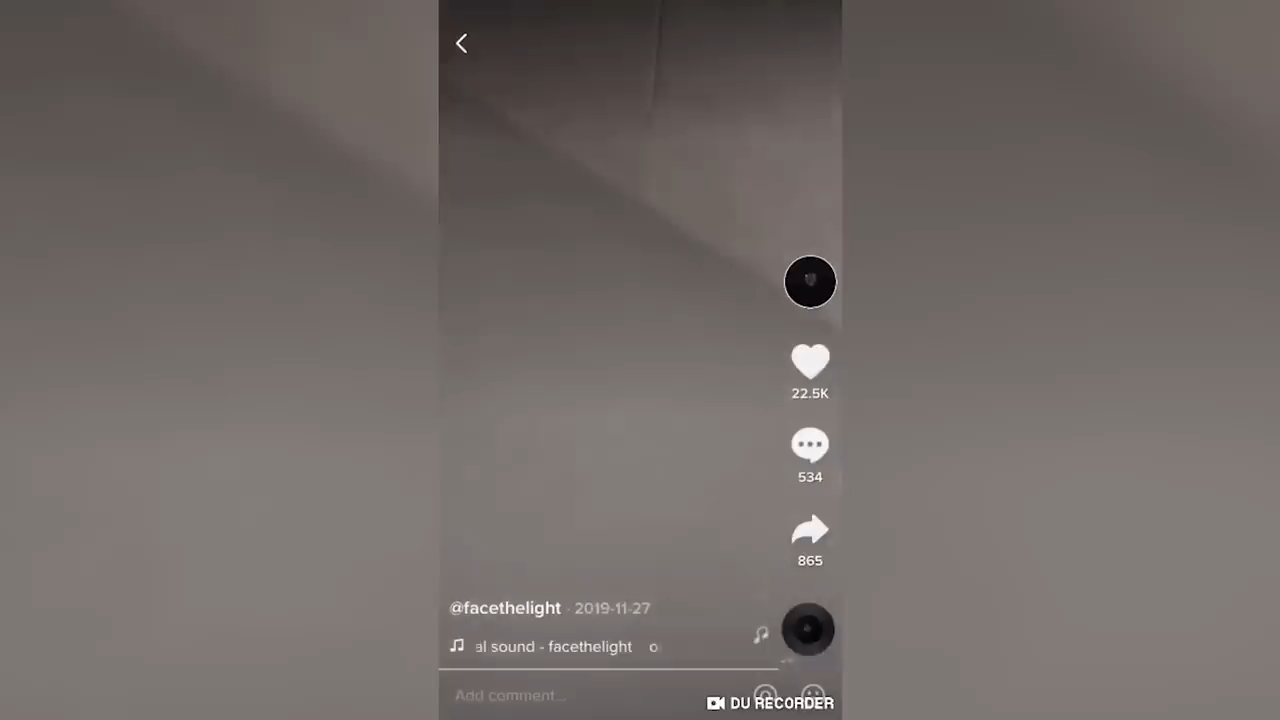 22.5K
534
865
@facethelight · 2019-11-27
al sound - facethelight o
Add comment...
DU RECORDER